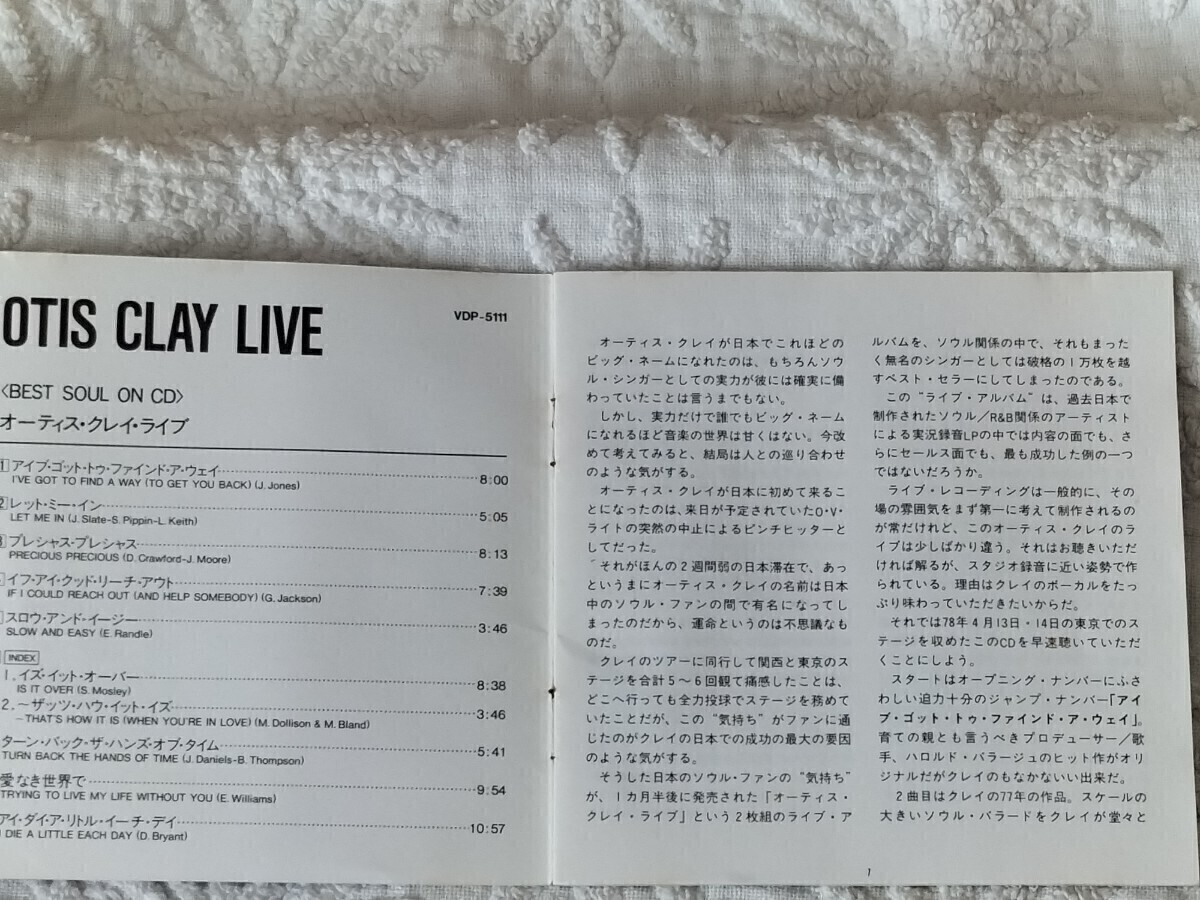 OTIS CLAY LIVE
VDP-5111
〈BEST SOUL ON CD〉
オーティス・クレイ・ライブ
1 アイブ・ゴット・トゥ・ファインド・ア・ウェイ 8:00
I'VE GOT TO FIND A WAY (TO GET YOU BACK) (J. Jones)
2 レット・ミー・イン 5:05
LET ME IN (J. Slate-S. Pippin-L. Keith)
3 プレシャス・プレシャス 8:13
PRECIOUS PRECIOUS (D. Crawford-J. Moore)
イフ・アイ・クッド・リーチ・アウト 7:39
IF I COULD REACH OUT (AND HELP SOMEBODY) (G. Jackson)
スロウ・アンド・イージー 3:46
SLOW AND EASY (E. Randle)
INDEX
1. イズ・イット・オーバー 8:38
IS IT OVER (S. Mosley)
2. 〜ザッツ・ハウ・イット・イズ 3:46
–THAT'S HOW IT IS (WHEN YOU'RE IN LOVE) (M. Dollison & M. Bland)
ターン・バック・ザ・ハンズ・オブ・タイム 5:41
TURN BACK THE HANDS OF TIME (J. Daniels-B. Thompson)
愛なき世界で 9:54
TRYING TO LIVE MY LIFE WITHOUT YOU (E. Williams)
アイ・ダイ・ア・リトル・イーチ・デイ 10:57
I DIE A LITTLE EACH DAY (D. Bryant)
オーティス・クレイが日本でこれほどの
ビッグ・ネームになれたのは、もちろんソウ
ル・シンガーとしての実力が彼には確実に備
わっていたことは言うまでもない。
しかし、実力だけで誰でもビッグ・ネーム
になれるほど音楽の世界は甘くはない。今改
めて考えてみると、結局は人との巡り合わせ
のような気がする。
オーティス・クレイが日本に初めて来るこ
とになったのは、来日が予定されていたO・V・
ライトの突然の中止によるピンチヒッターと
してだった。
それがほんの2週間弱の日本滞在で、あっ
というまにオーティス・クレイの名前は日本
中のソウル・ファンの間で有名になってし
まったのだから、運命というのは不思議なも
のだ。
クレイのツアーに同行して関西と東京のス
テージを合計5〜6回観て痛感したことは、
どこへ行っても全力投球でステージを務めて
いたことだが、この“気持ち”がファンに通
じたのがクレイの日本での成功の最大の要因
のような気がする。
そうした日本のソウル・ファンの“気持ち”
が、1カ月半後に発売された「オーティス・
クレイ・ライブ」という2枚組のライブ・ア
ルバムを、ソウル関係の中で、それもまった
く無名のシンガーとしては破格の1万枚を越
すベスト・セラーにしてしまったのである。
この“ライブ・アルバム”は、過去日本で
制作されたソウル／R&B関係のアーティスト
による実況録音LPの中では内容の面でも、さ
らにセールス面でも、最も成功した例の一つ
ではないだろうか。
ライブ・レコーディングは一般的に、その
場の雰囲気をまず第一に考えて制作されるの
が常だけれど、このオーティス・クレイのラ
イブは少しばかり違う。それはお聴きいただ
ければ解るが、スタジオ録音に近い姿勢で作
られている。理由はクレイのボーカルをたっ
ぷり味わっていただきたいからだ。
それでは78年4月13日・14日の東京でのス
テージを収めたこのCDを早速聴いていただ
くことにしよう。
スタートはオープニング・ナンバーにふさ
わしい迫力十分のジャンプ・ナンバー「アイ
ブ・ゴット・トゥ・ファインド・ア・ウェイ」。
育ての親とも言うべきプロデューサー／歌
手、ハロルド・バラージュのヒット作がオリ
ジナルだがクレイのもなかない出来だ。
2曲目はクレイの77年の作品。スケールの
大きいソウル・バラードをクレイが堂々と
1